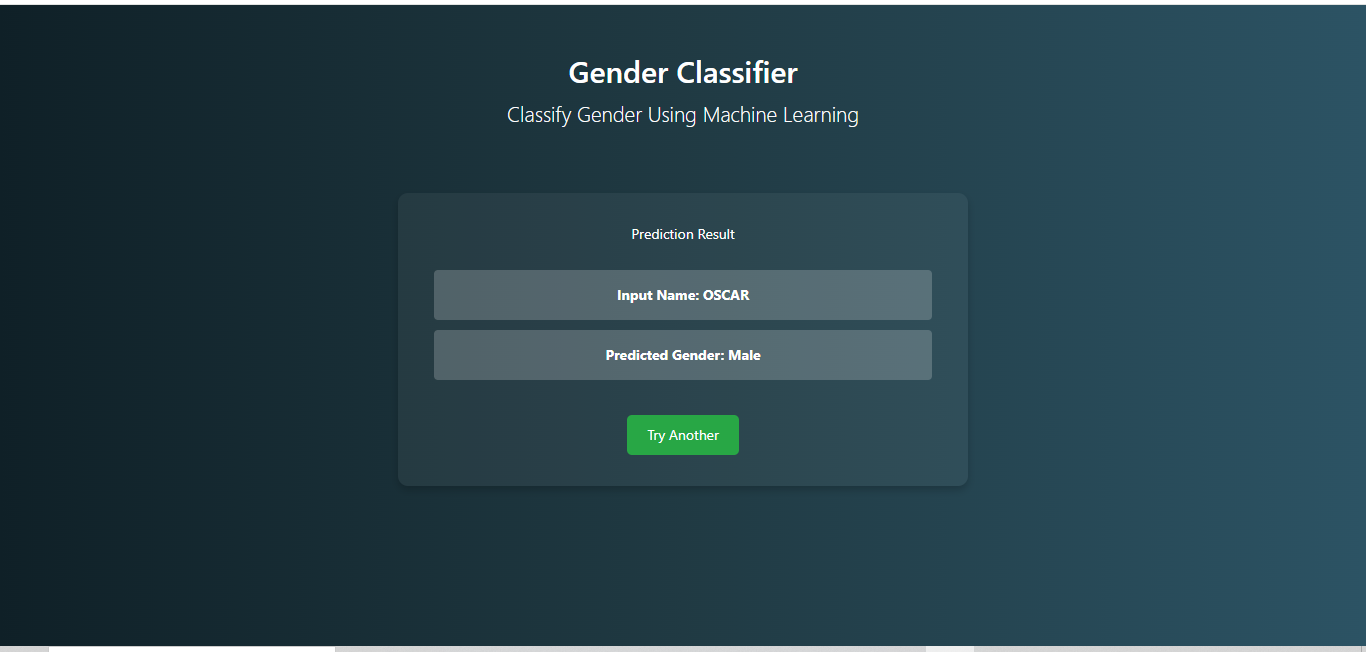 Gender Classifier
Classify Gender Using Machine Learning
Prediction Result
Input Name: OSCAR
Predicted Gender: Male
Try Another